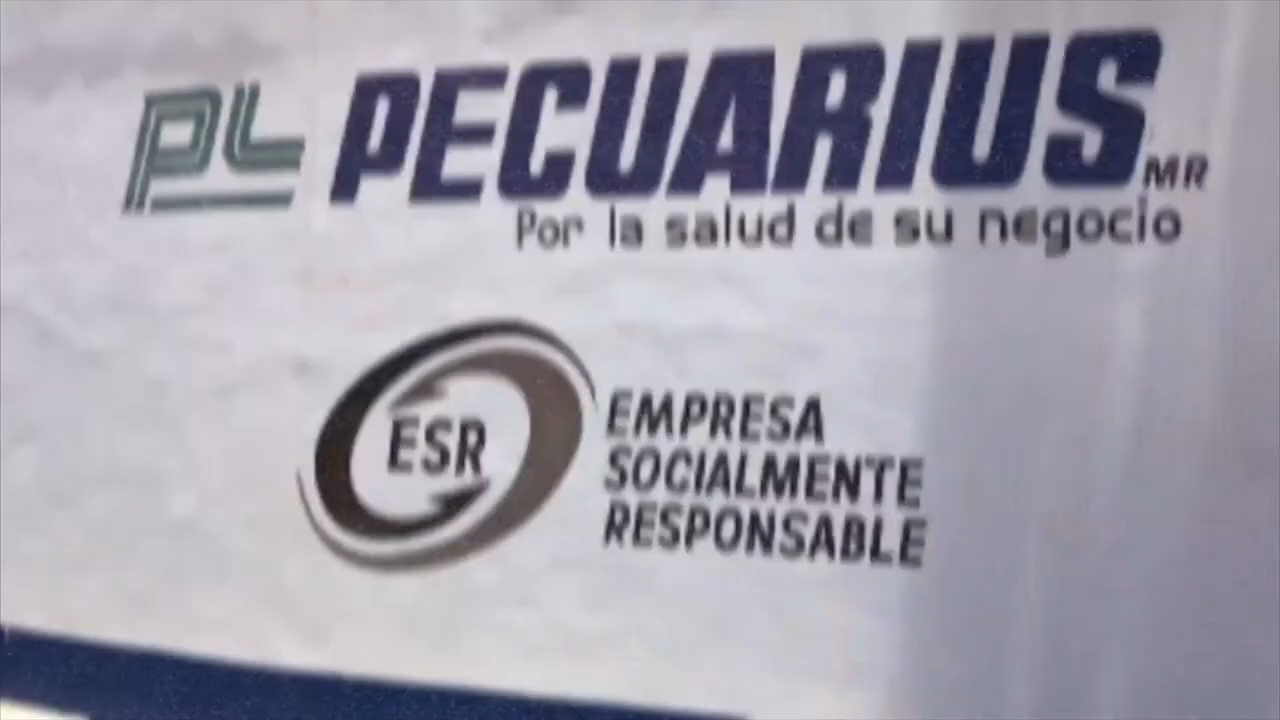 PL PECUARIUS MR
Por la salud de su negocio
ESR
EMPRESA
SOCIALMENTE
RESPONSABLE